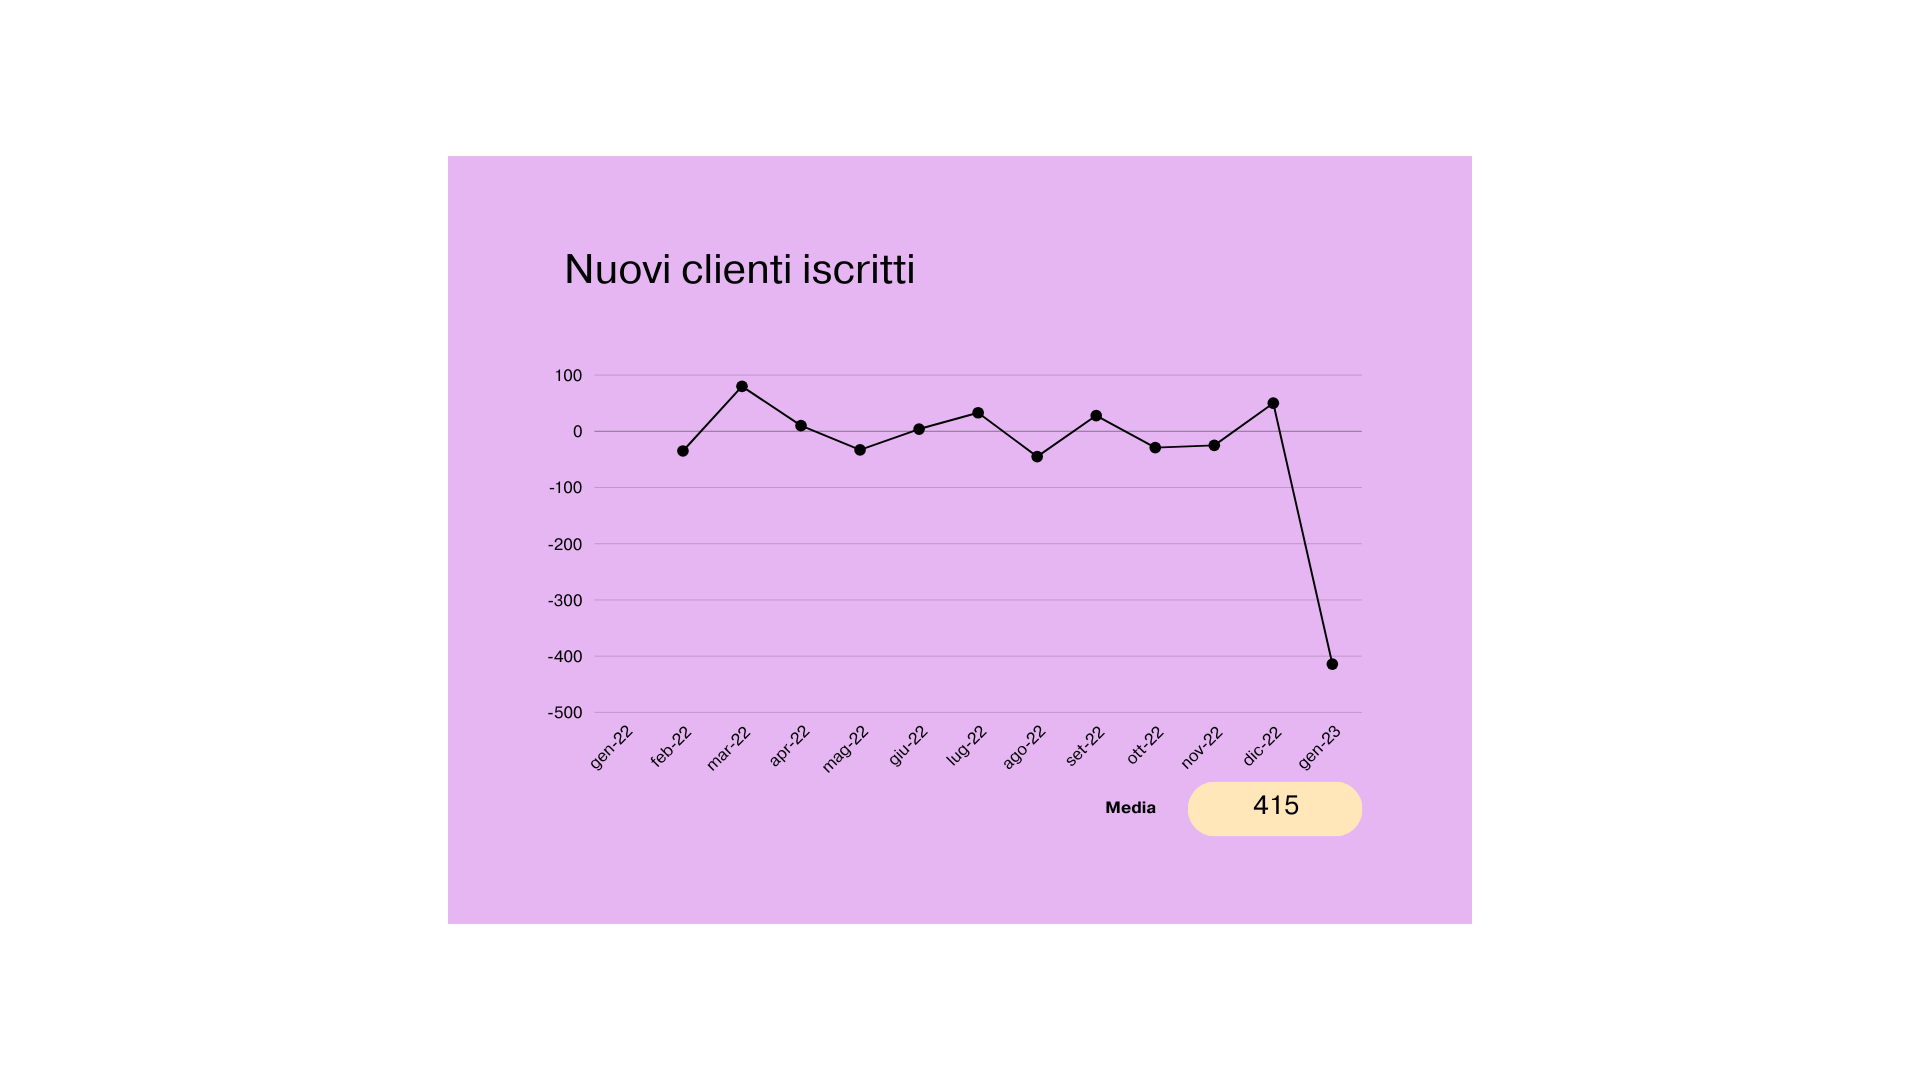 Nuovi clienti iscritti
100
0
-100
-200
-300
-400
-500
gen-22
feb-22
mar-22
apr-22
mag-22
giu-22
lug-22
ago-22
set-22
ott-22
nov-22
dic-22
gen-23
Media 415